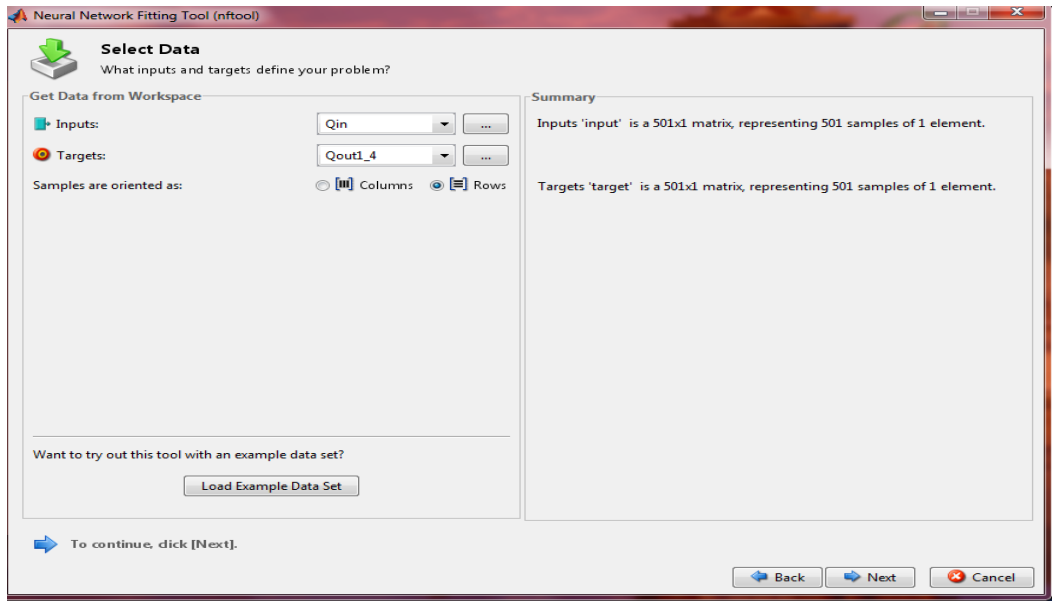 Neural Network Fitting Tool (nftool)
Select Data
What inputs and targets define your problem?
Get Data from Workspace
Inputs: Qin ...
Targets: Qout1_4 ...
Samples are oriented as: Columns Rows
Want to try out this tool with an example data set?
Load Example Data Set
Summary
Inputs 'input' is a 501x1 matrix, representing 501 samples of 1 element.
Targets 'target' is a 501x1 matrix, representing 501 samples of 1 element.
To continue, click [Next].
Back Next Cancel